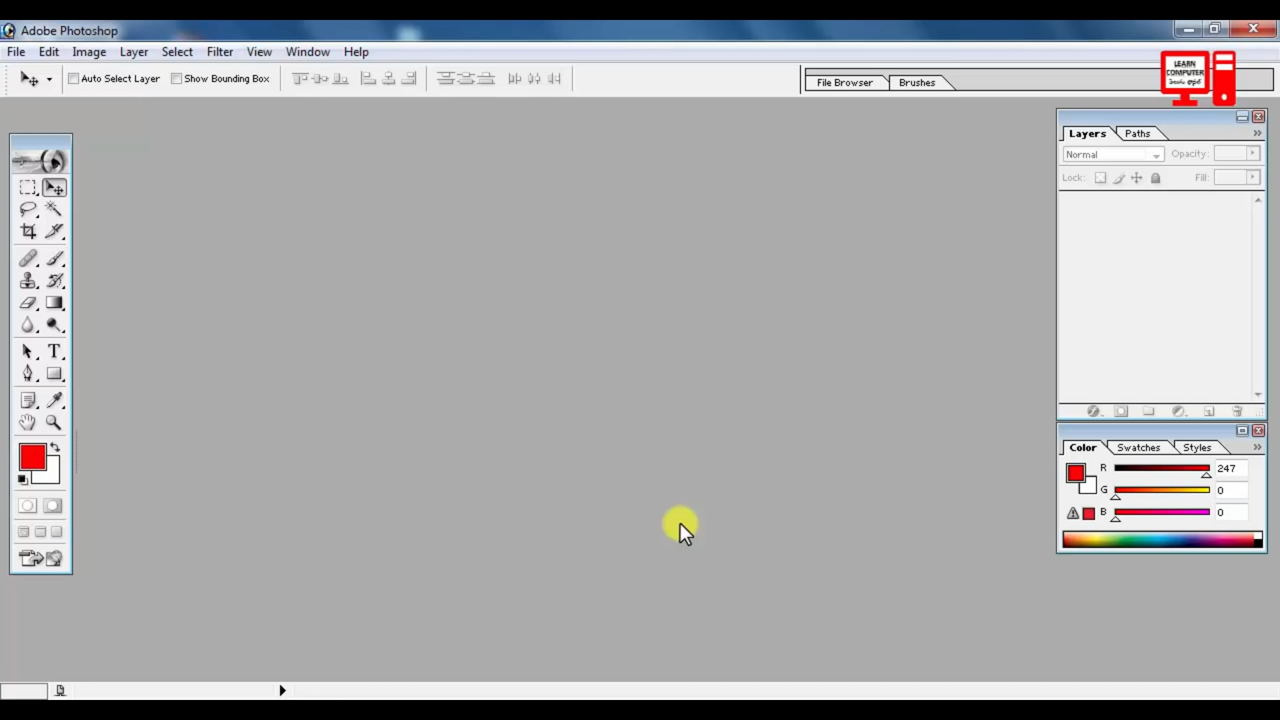 Adobe Photoshop
File Edit Image Layer Select Filter View Window Help
Auto Select Layer Show Bounding Box
File Browser Brushes
LEARN
COMPUTER
Layers Paths
Normal Opacity:
Lock: Fill:
T
Color Swatches Styles
R 247
G 0
B 0